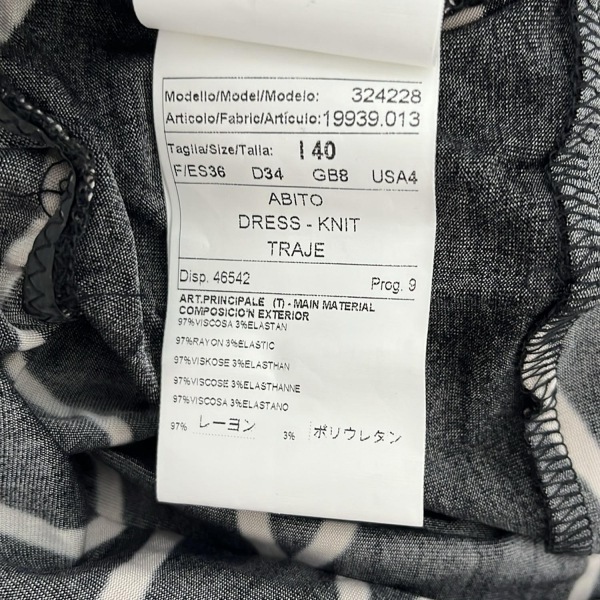 Modello/Model/Modelo: 324228
Articolo/Fabric/Artículo: 19939.013
Taglia/Size/Talla: I 40
F/ES36 D34 GB8 USA4
ABITO
DRESS - KNIT
TRAJE
Disp. 46542 Prog. 9
ART.PRINCIPALE (T) - MAIN MATERIAL
COMPOSICIO'N EXTERIOR
97%VISCOSA 3%ELASTAN
97%RAYON 3%ELASTIC
97%VISKOSE 3%ELASTHAN
97%VISCOSE 3%ELASTHANNE
97%VISCOSA 3%ELASTANO
97% レーヨン 3% ポリウレタン